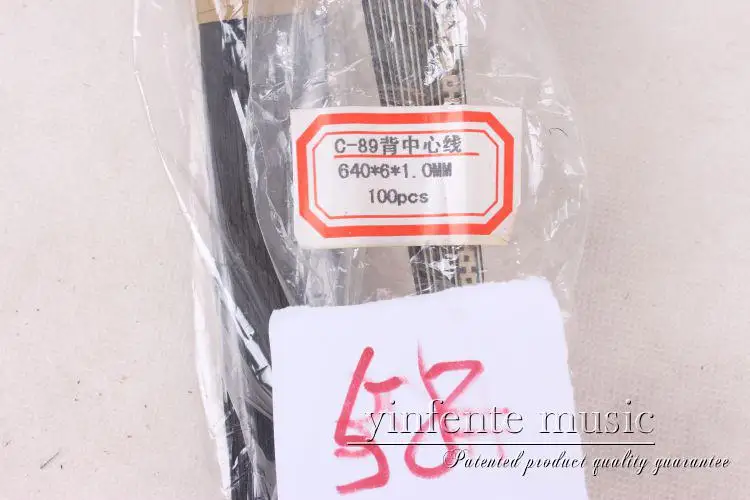 C-89背中心线
640*6*1.0MM
100pcs
58#
yinfente music
Patented product quality guarantee